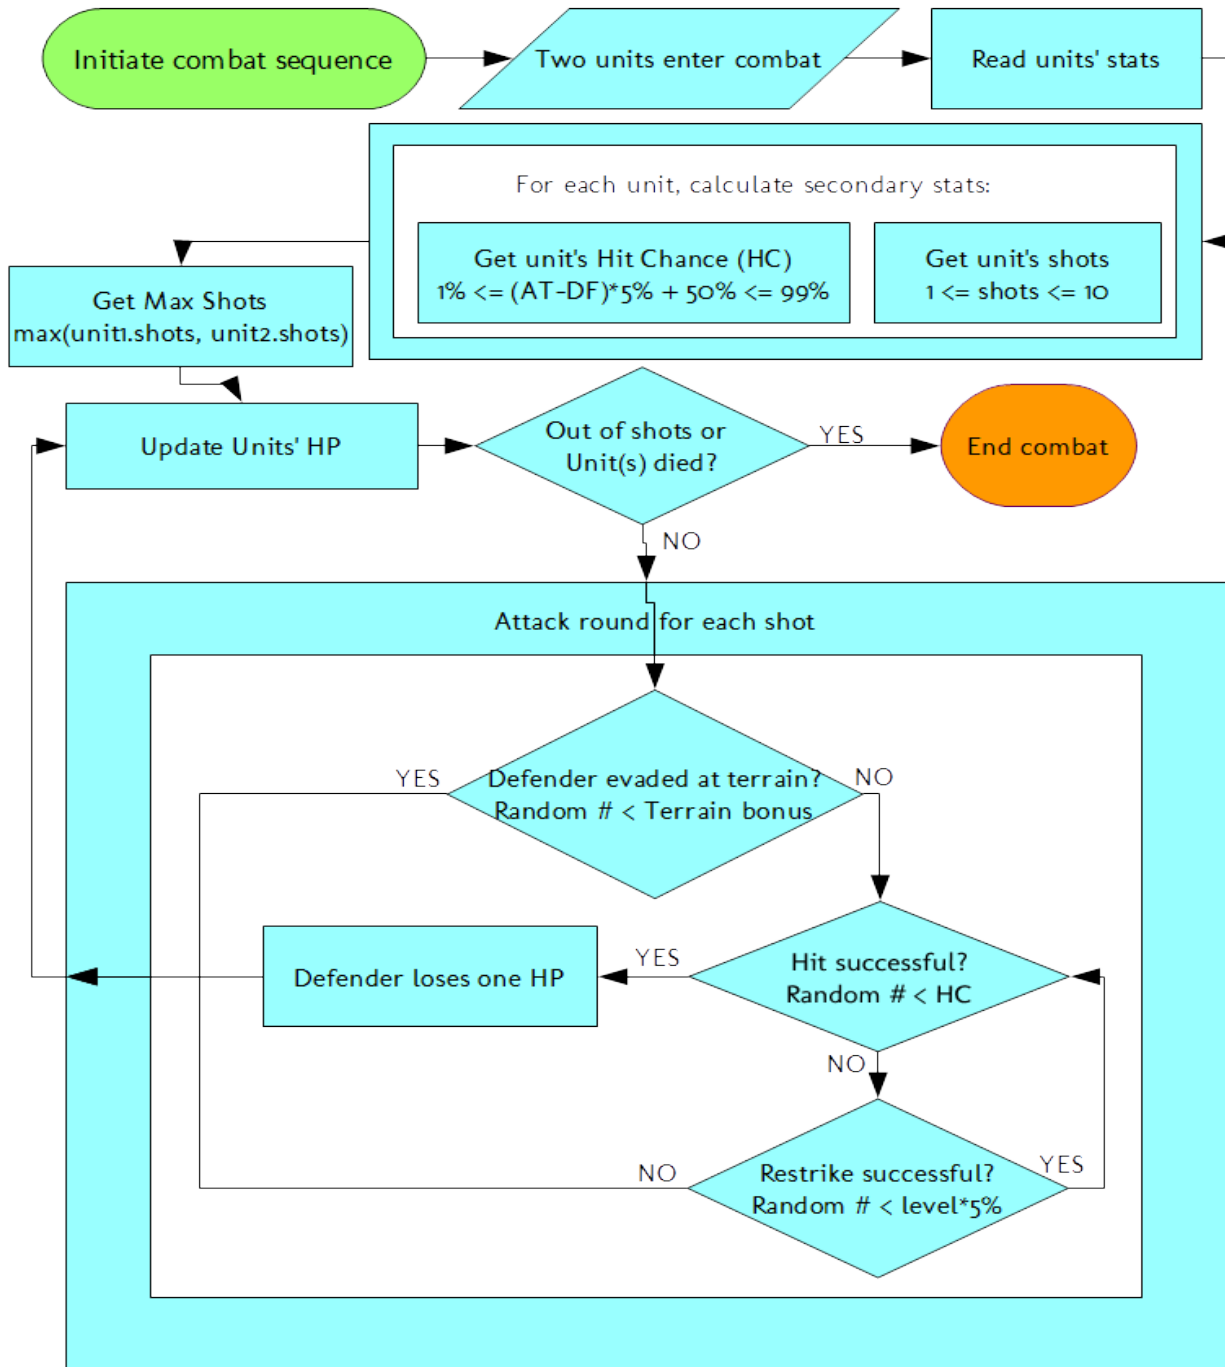 Initiate combat sequence
Two units enter combat
Read units' stats
For each unit, calculate secondary stats:
Get unit's Hit Chance (HC)
1% <= (AT-DF)*5% + 50% <= 99%
Get unit's shots
1 <= shots <= 10
Get Max Shots
max(unit1.shots, unit2.shots)
Update Units' HP
Out of shots or
Unit(s) died?
YES
End combat
NO
Attack round for each shot
YES
Defender evaded at terrain?
Random # < Terrain bonus
NO
Defender loses one HP
YES
Hit successful?
Random # < HC
NO
NO
Restrike successful?
Random # < level*5%
YES